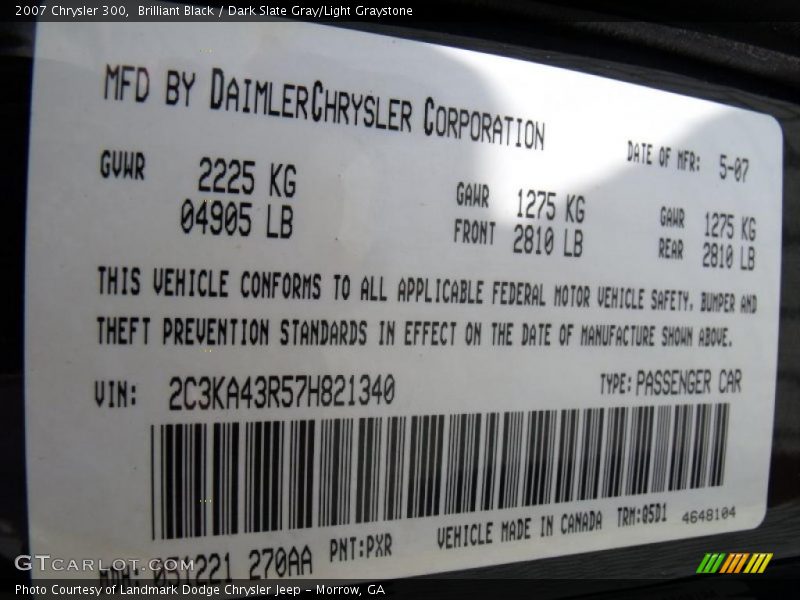 2007 Chrysler 300, Brilliant Black / Dark Slate Gray/Light Graystone
MFD BY DAIMLERCHRYSLER CORPORATION
DATE OF MFR: 5-07
GVWR 2225 KG
04905 LB
GAWR 1275 KG
FRONT 2810 LB
GAWR 1275 KG
REAR 2810 LB
THIS VEHICLE CONFORMS TO ALL APPLICABLE FEDERAL MOTOR VEHICLE SAFETY, BUMPER AND
THEFT PREVENTION STANDARDS IN EFFECT ON THE DATE OF MANUFACTURE SHOWN ABOVE.
VIN: 2C3KA43R57H821340
TYPE: PASSENGER CAR
MDH: 051221 270AA
PNT:PXR
VEHICLE MADE IN CANADA
TRM:Q5D1
4648104
GTCARLOT.COM
Photo Courtesy of Landmark Dodge Chrysler Jeep - Morrow, GA